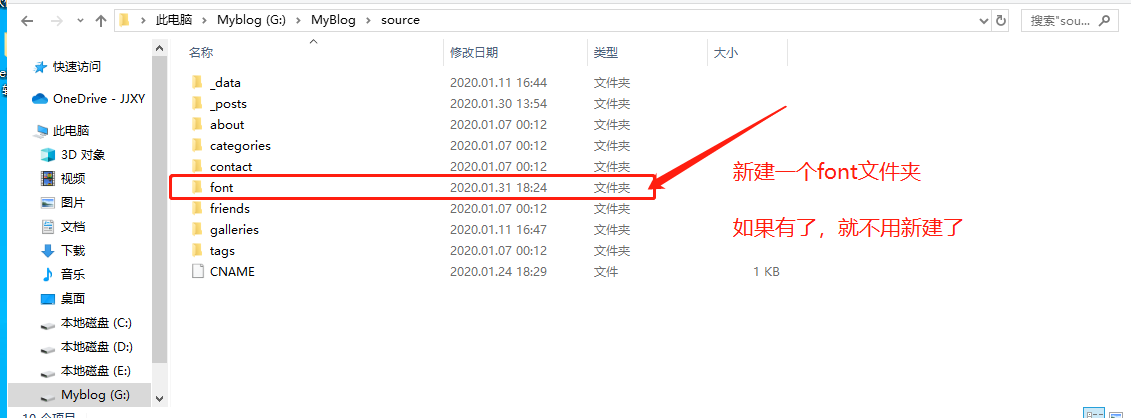 此电脑 > Myblog (G:) > MyBlog > source
搜索"sou...
名称 修改日期 类型 大小
快速访问
OneDrive - JJXY
此电脑
3D 对象
视频
图片
文档
下载
音乐
桌面
本地磁盘 (C:)
本地磁盘 (D:)
本地磁盘 (E:)
Myblog (G:)
_data 2020.01.11 16:44 文件夹
_posts 2020.01.30 13:54 文件夹
about 2020.01.07 00:12 文件夹
categories 2020.01.07 00:12 文件夹
contact 2020.01.07 00:12 文件夹
font 2020.01.31 18:24 文件夹
friends 2020.01.07 00:12 文件夹
galleries 2020.01.11 16:47 文件夹
tags 2020.01.07 00:12 文件夹
CNAME 2020.01.24 18:29 文件 1 KB
新建一个font文件夹
如果有了，就不用新建了
10 个项目